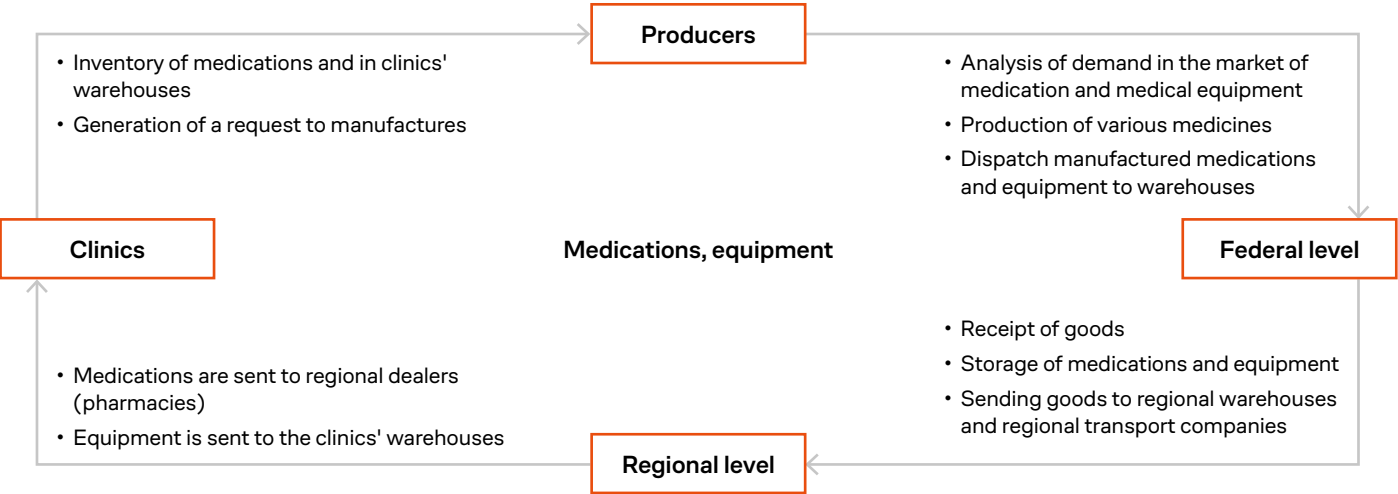 Producers
• Inventory of medications and in clinics'
warehouses
• Generation of a request to manufactures
• Analysis of demand in the market of
medication and medical equipment
• Production of various medicines
• Dispatch manufactured medications
and equipment to warehouses
Clinics
Medications, equipment
Federal level
• Medications are sent to regional dealers
(pharmacies)
• Equipment is sent to the clinics' warehouses
• Receipt of goods
• Storage of medications and equipment
• Sending goods to regional warehouses
and regional transport companies
Regional level